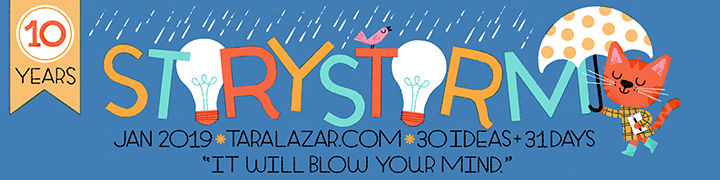 10
YEARS
STORYSTORM
JAN 2019*TARALAZAR.COM*30 IDEAS+31 DAYS
"IT WILL BLOW YOUR MIND."